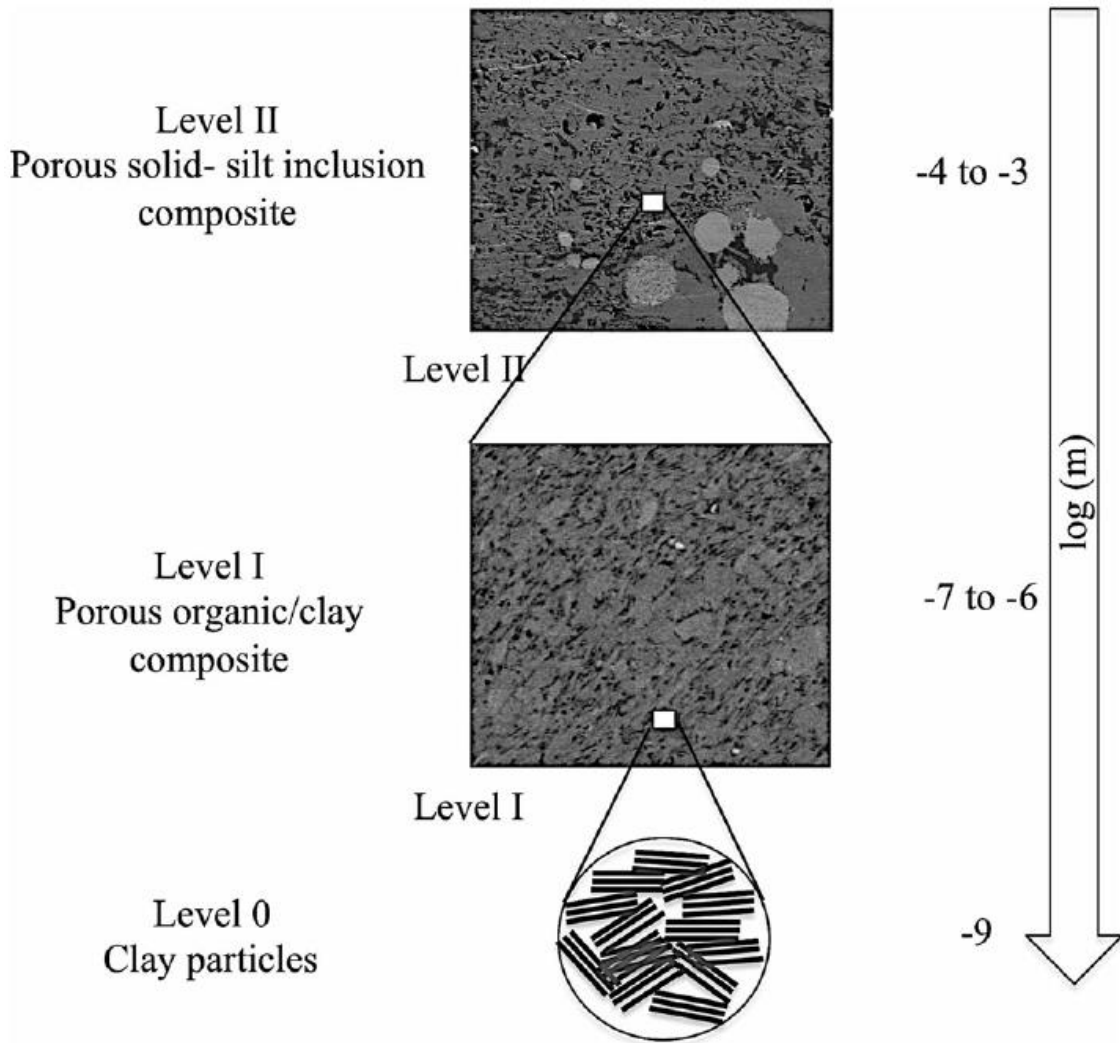 Level II
Porous solid- silt inclusion
composite
-4 to -3
Level II
log (m)
Level I
Porous organic/clay
composite
-7 to -6
Level I
Level 0
Clay particles
-9